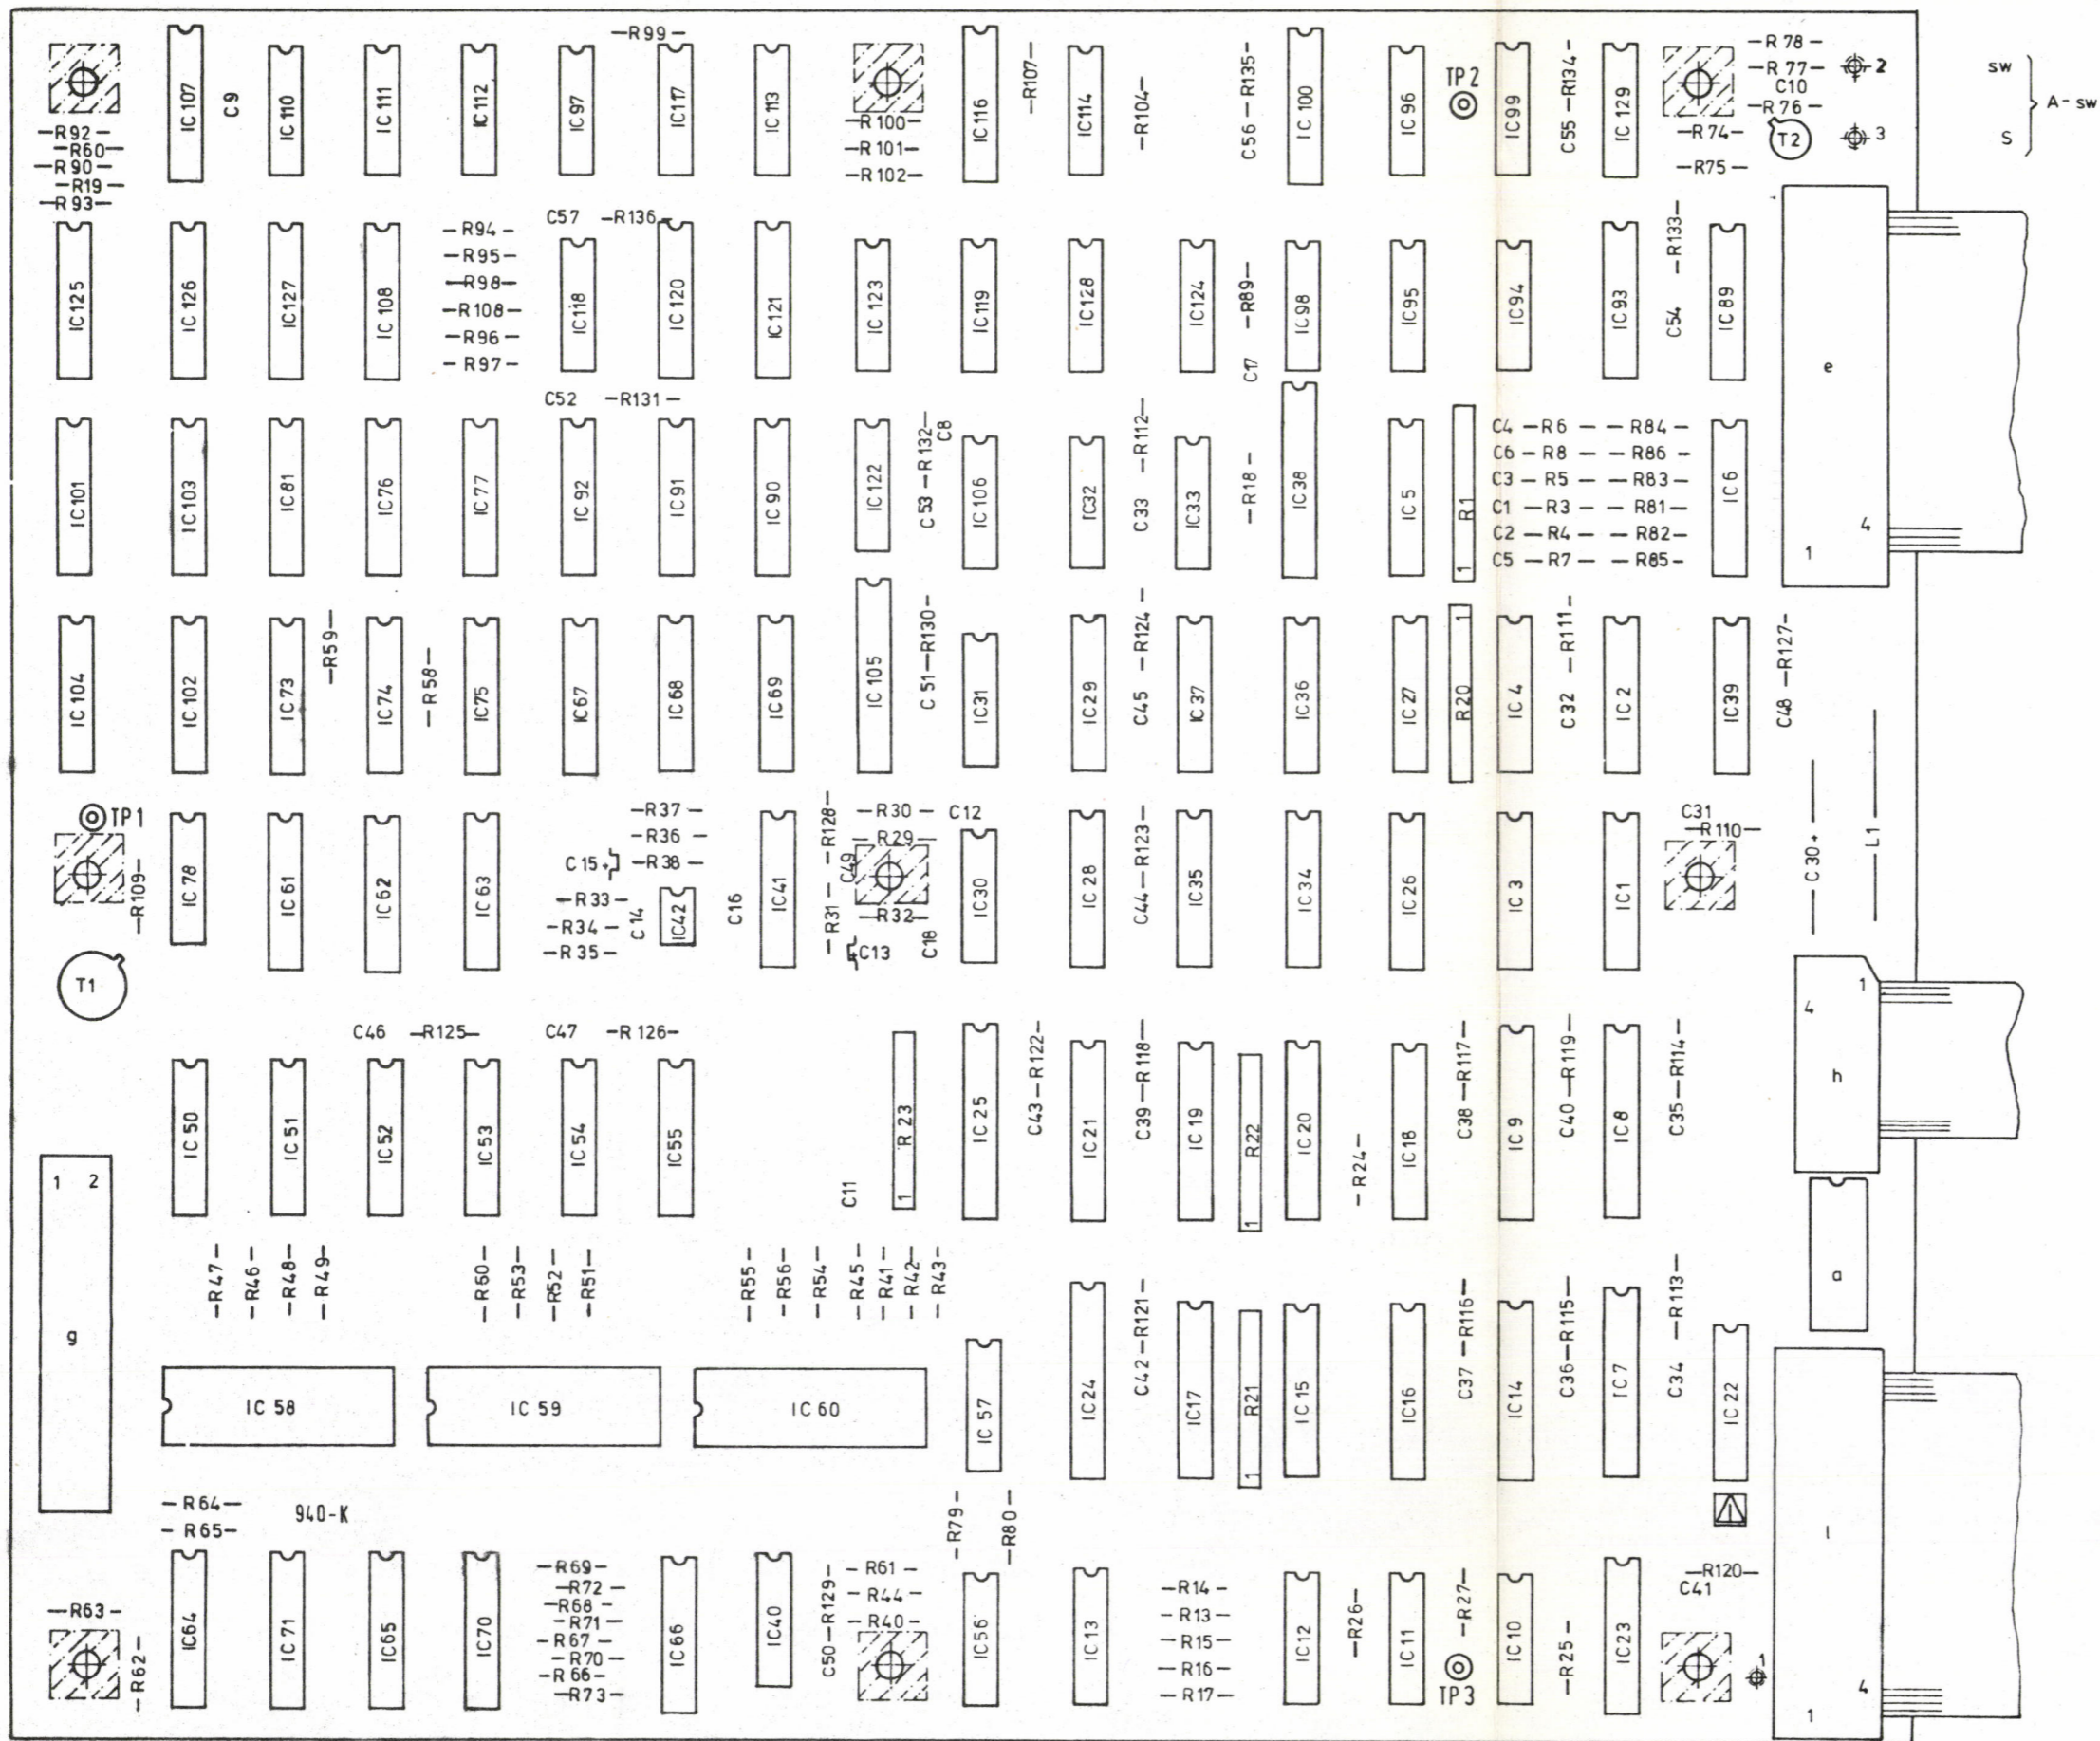 R99
R78
R77
C10
R76
2
SW
A-SW
3
S
T2
R74
R75
IC107
C9
IC110
IC111
IC112
IC97
IC117
IC113
R100
R101
R102
IC116
R107
IC114
R104
C56 R135
IC100
IC96
TP2
IC99
C55 R134
IC129
R92
R60
R90
R19
R93
IC125
IC126
IC127
IC108
R94
R95
R98
R108
R96
R97
C57 R136
IC118
IC120
IC121
IC123
IC119
IC128
IC124
C17 R89
IC98
IC95
IC94
IC93
C54 R133
IC89
e
4
1
C52 R131
IC101
IC103
IC81
IC76
IC77
IC92
IC91
IC90
IC122
C53 R132
C8
IC106
IC32
C33 R112
IC33
R18
IC38
IC5
R1
1
C4 R6 R84
C6 R8 R86
C3 R5 R83
C1 R3 R81
C2 R4 R82
C5 R7 R85
IC6
IC104
IC102
IC73
R59
IC74
R58
IC75
IC67
IC68
IC69
IC105
C51 R130
IC31
IC29
C45 R124
IC37
IC36
IC27
1
R20
IC4
C32 R111
IC2
IC39
C48 R127
TP1
R109
T1
IC78
IC61
IC62
IC63
R37
R36
C15+ R38
R33
R34
R35
C14
IC42
C16
IC41
R31 R128
C49
R30
R29
R32
C12
+C13
C18
IC30
IC28
C44 R123
IC35
IC34
IC26
IC3
IC1
C31
R110
C30+
L1
C46 R125
C47 R126
IC50
IC51
IC52
IC53
IC54
IC55
C11
R23
1
IC25
C43 R122
IC21
C39 R118
IC19
R22
1
IC20
R24
IC18
C38 R117
IC9
C40 R119
IC8
C35 R114
1
4
h
a
1 2
g
R47
R46
R48
R49
R60
R53
R52
R51
R55
R56
R54
R45
R41
R42
R43
IC58
IC59
IC60
IC57
IC24
C42 R121
IC17
R21
1
IC15
IC16
C37 R116
IC14
C36 R115
IC7
C34 R113
IC22
l
4
1
R64
R65
940-K
R79
R80
R63
R62
IC64
IC71
IC65
IC70
R69
R72
R68
R71
R67
R70
R66
R73
IC66
IC40
C50 R129
R61
R44
R40
IC56
IC13
R14
R13
R15
R16
R17
IC12
R26
IC11
R27
TP3
IC10
R25
IC23
R120
C41
1